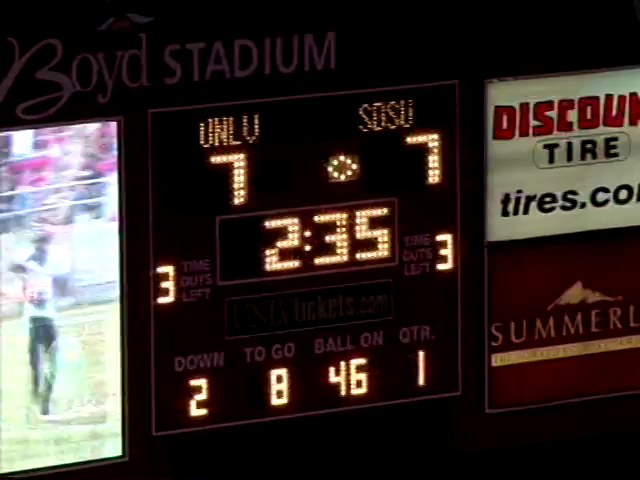 Boyd STADIUM
UNLV SDSU
7 7
2:35
3 TIME OUTS LEFT
TIME OUTS LEFT 3
DOWN TO GO BALL ON QTR.
2 8 46 1
DISCOUN
TIRE
tires.co
SUMMERL